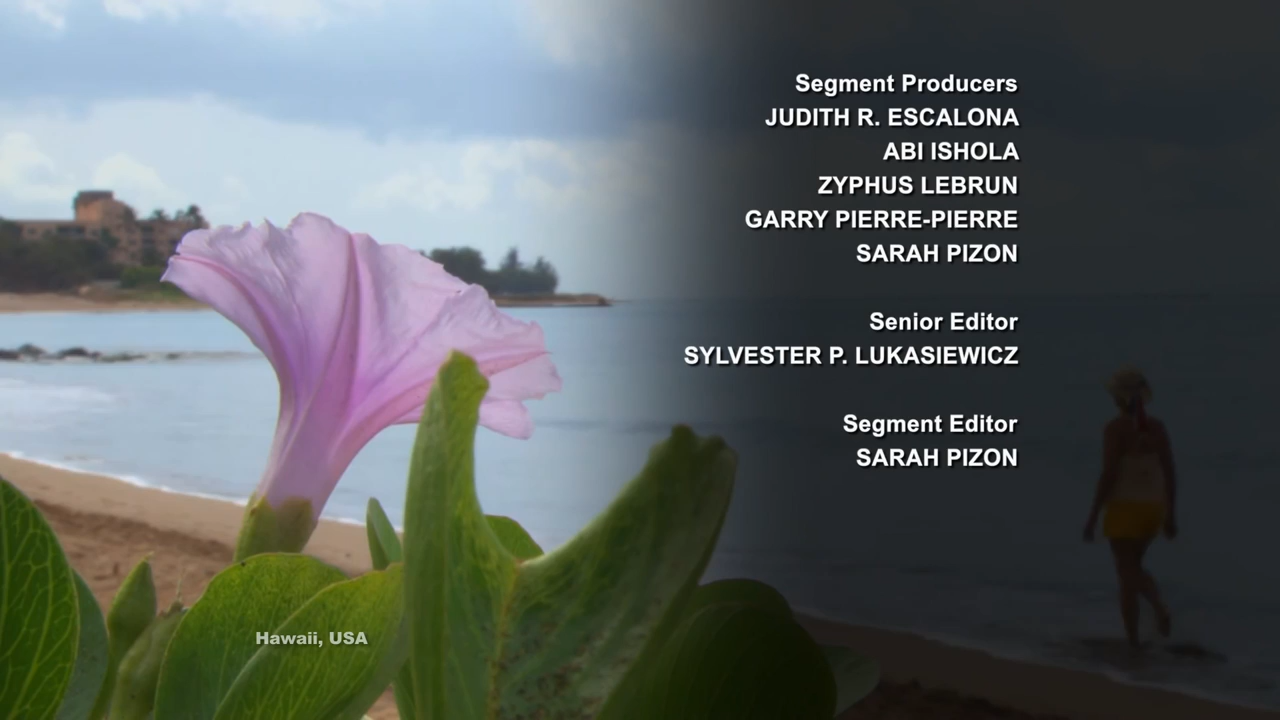 Segment Producers
JUDITH R. ESCALONA
ABI ISHOLA
ZYPHUS LEBRUN
GARRY PIERRE-PIERRE
SARAH PIZON
Senior Editor
SYLVESTER P. LUKASIEWICZ
Segment Editor
SARAH PIZON
Hawaii, USA